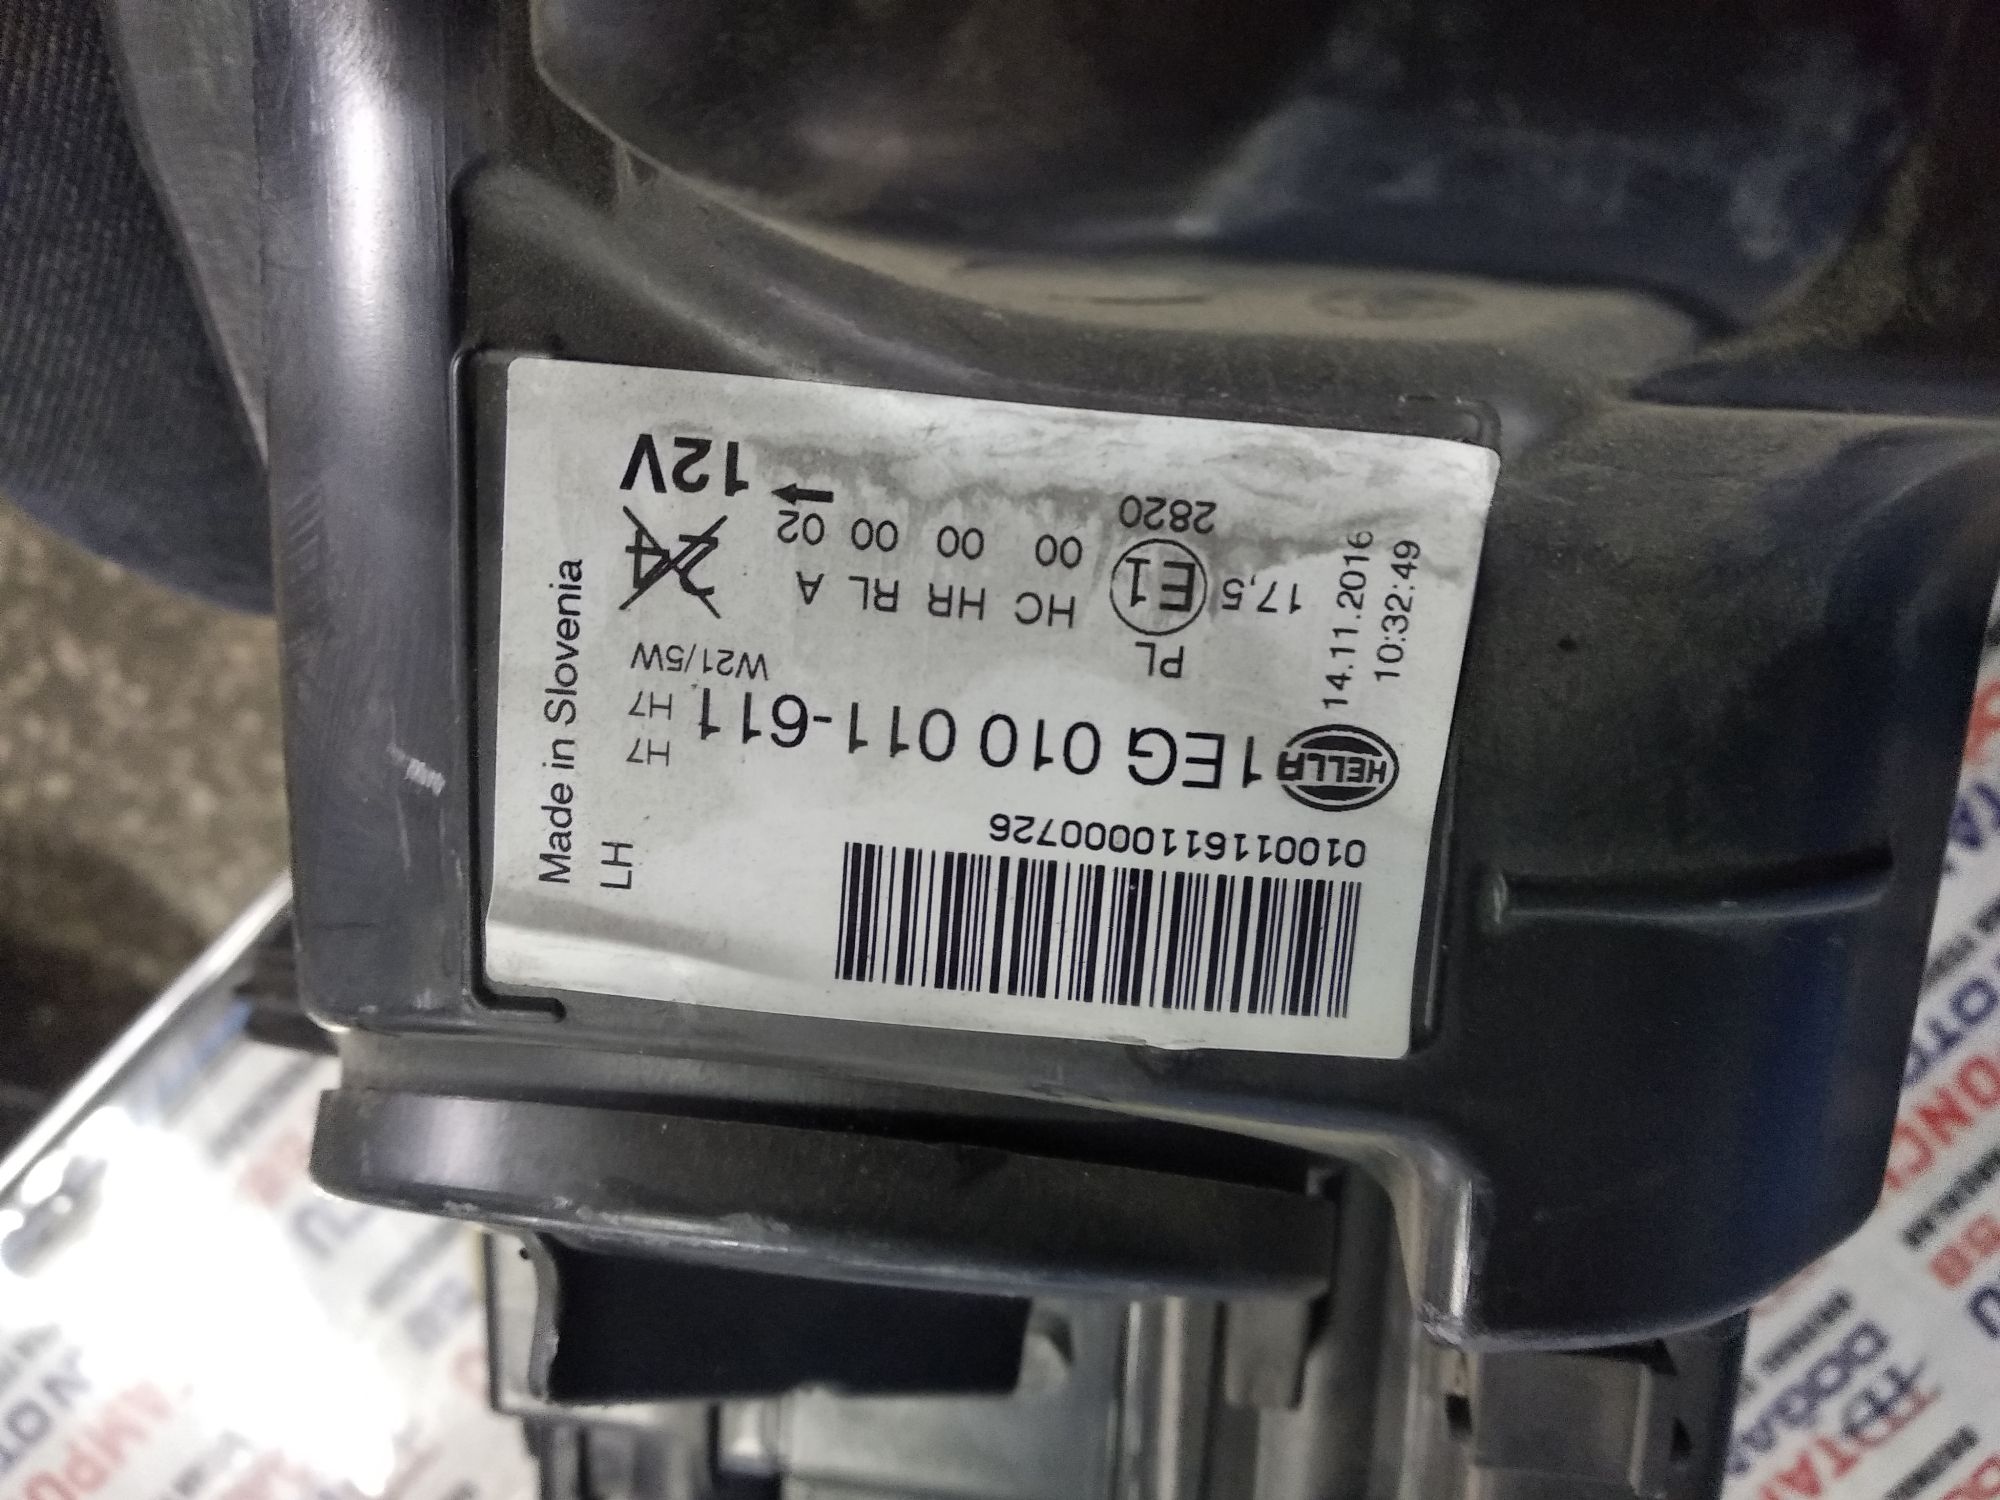 0100116110000726
HELLA 1EG 010 011-611
H7 H7
W21/5W
PL
HC HR RL A
E1
00 00 00 02
2820
17,5
24
12V
14.11.2016
10:32:49
LH
Made in Slovenia